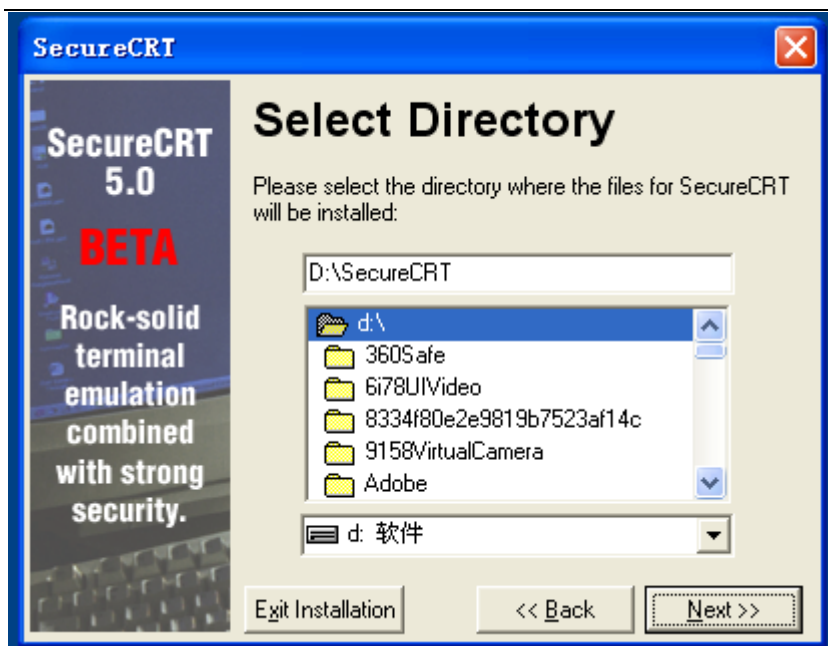 SecureCRT
SecureCRT
5.0
BETA
Rock-solid
terminal
emulation
combined
with strong
security.
Select Directory
Please select the directory where the files for SecureCRT
will be installed:
D:\SecureCRT
d:\
360Safe
6i78UIVideo
8334f80e2e9819b7523af14c
9158VirtualCamera
Adobe
d: 软件
Exit Installation
<< Back
Next >>